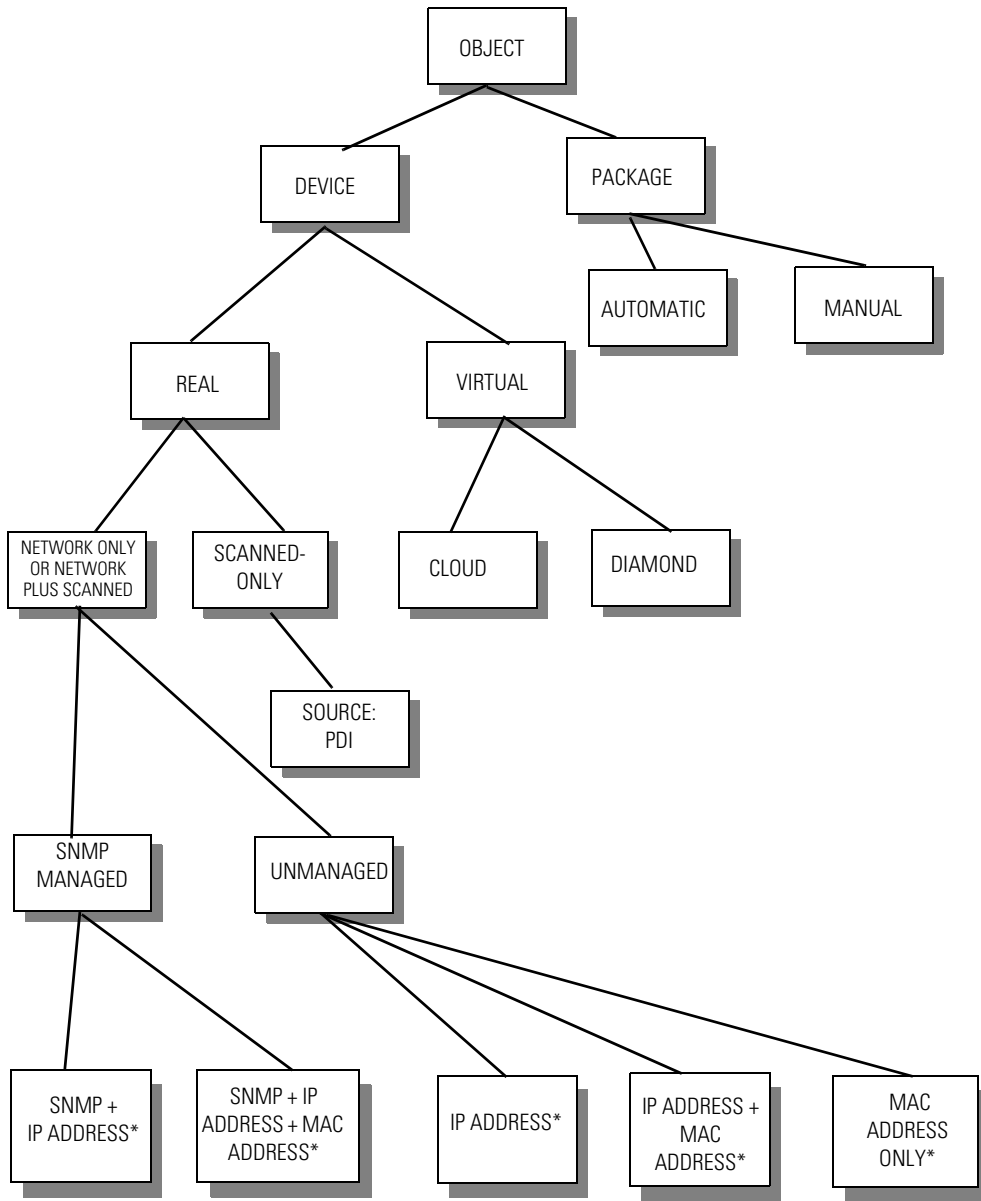 OBJECT
DEVICE
PACKAGE
AUTOMATIC
MANUAL
REAL
VIRTUAL
NETWORK ONLY
OR NETWORK
PLUS SCANNED
SCANNED-
ONLY
CLOUD
DIAMOND
SOURCE:
PDI
SNMP
MANAGED
UNMANAGED
SNMP +
IP ADDRESS*
SNMP + IP
ADDRESS + MAC
ADDRESS*
IP ADDRESS*
IP ADDRESS +
MAC
ADDRESS*
MAC
ADDRESS
ONLY*